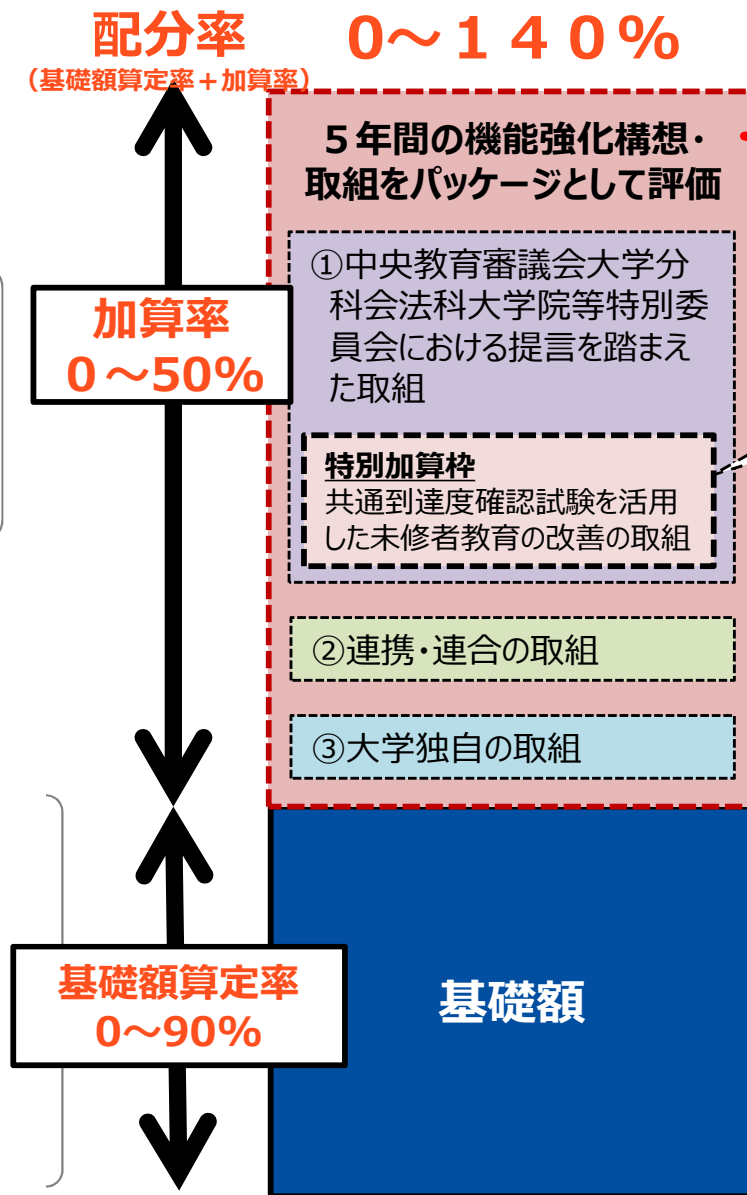 配分率 0～１４０％
（基礎額算定率＋加算率）
５年間の機能強化構想・
取組をパッケージとして評価
①中央教育審議会大学分
科会法科大学院等特別委
員会における提言を踏まえ
た取組
加算率
０～50%
特別加算枠
共通到達度確認試験を活用
した未修者教育の改善の取組
②連携・連合の取組
③大学独自の取組
基礎額算定率
0～90%
基礎額